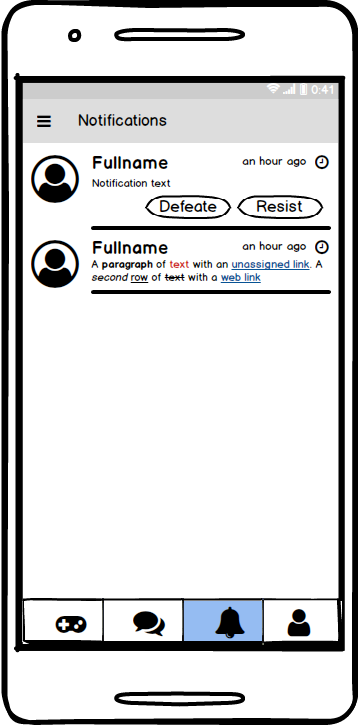 0:41
Notifications
Fullname an hour ago
Notification text
Defeate Resist
Fullname an hour ago
A paragraph of text with an unassigned link. A
second row of text with a web link